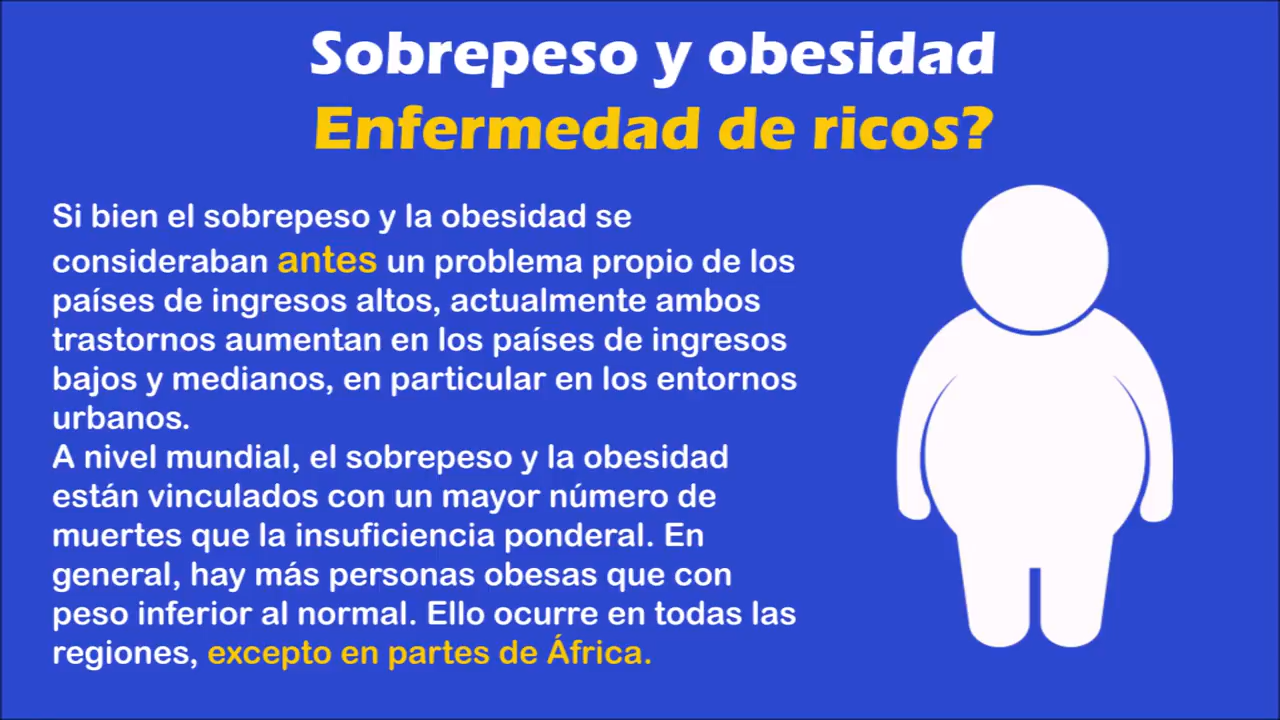 Sobrepeso y obesidad
Enfermedad de ricos?
Si bien el sobrepeso y la obesidad se
consideraban antes un problema propio de los
países de ingresos altos, actualmente ambos
trastornos aumentan en los países de ingresos
bajos y medianos, en particular en los entornos
urbanos.
A nivel mundial, el sobrepeso y la obesidad
están vinculados con un mayor número de
muertes que la insuficiencia ponderal. En
general, hay más personas obesas que con
peso inferior al normal. Ello ocurre en todas las
regiones, excepto en partes de África.